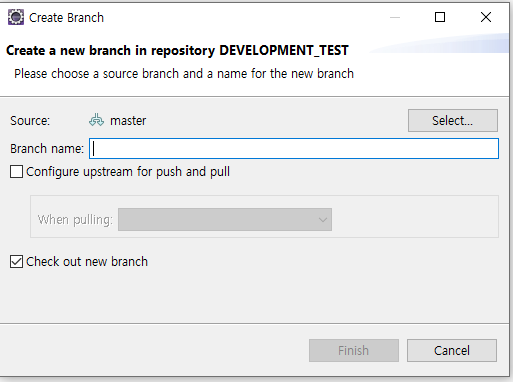 Create Branch
Create a new branch in repository DEVELOPMENT_TEST
Please choose a source branch and a name for the new branch
Source: master Select...
Branch name:
Configure upstream for push and pull
When pulling:
Check out new branch
Finish Cancel